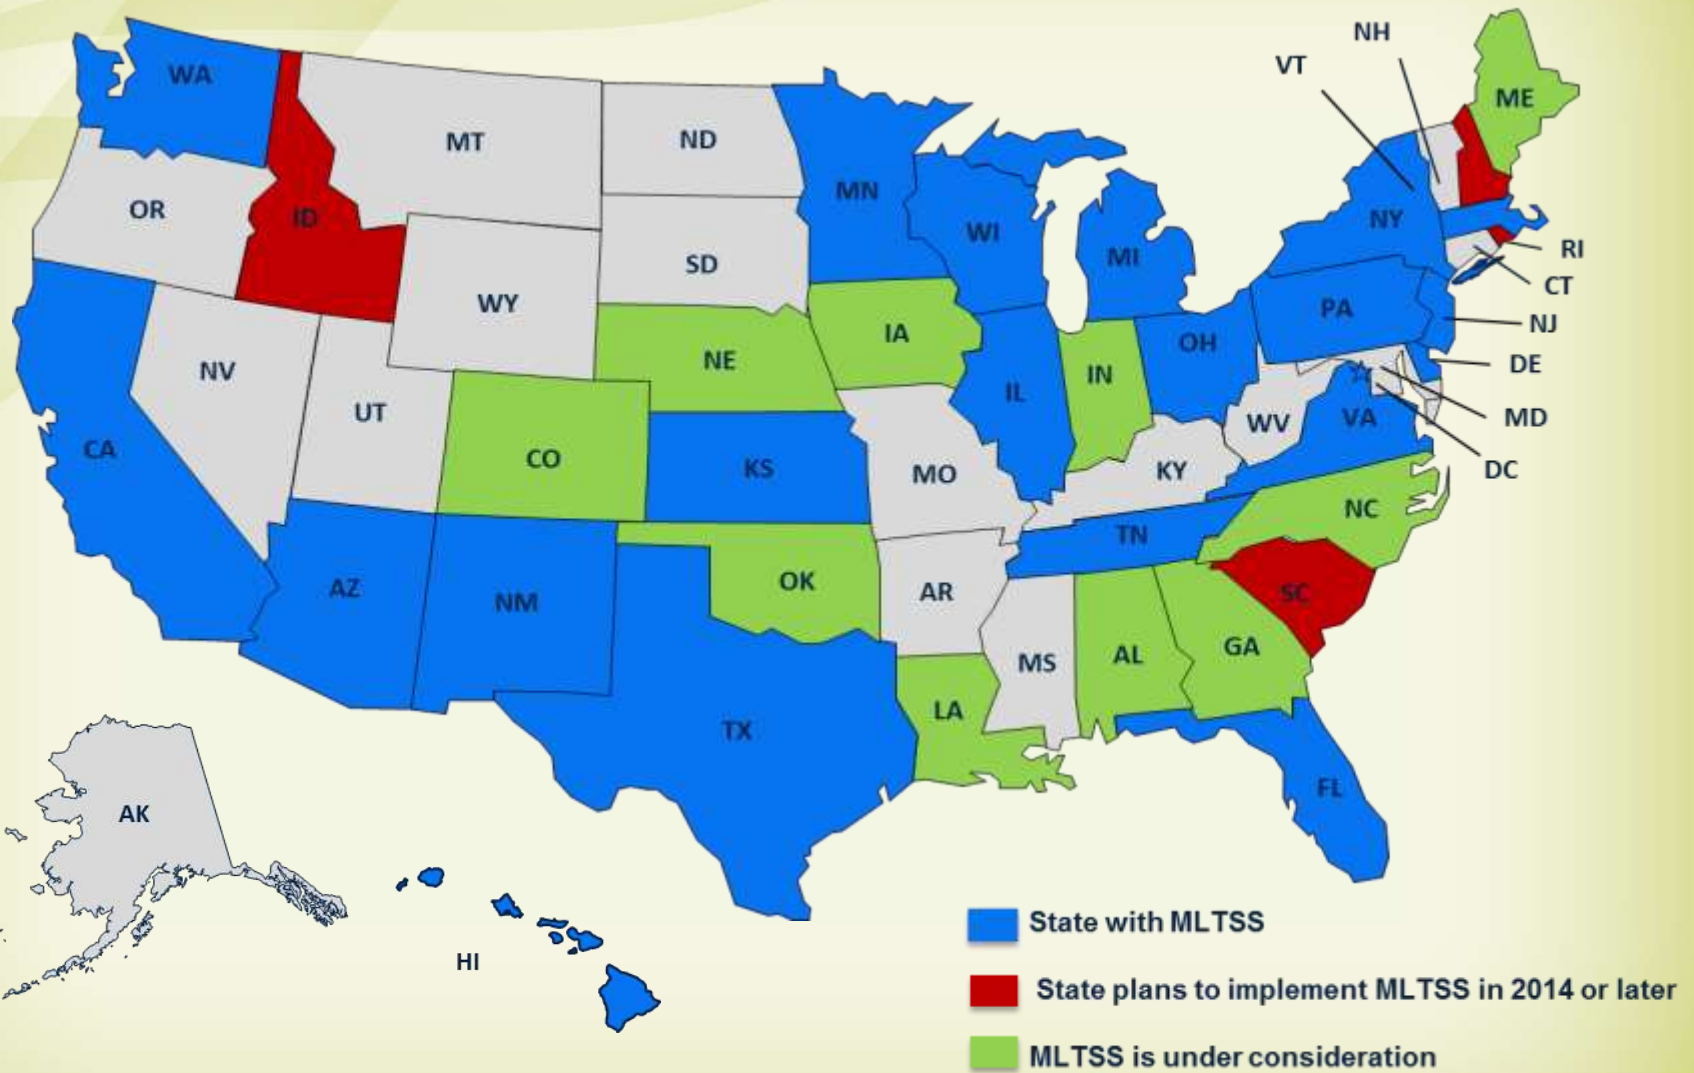 NH
VT
WA
ME
MT
ND
MN
OR
ID
NY
WI
SD
MI
RI
CT
WY
PA
NJ
IA
OH
NE
DE
NV
IN
UT
IL
MD
VA
WV
CA
CO
KS
KY
DC
MO
NC
TN
AZ
OK
AR
SC
NM
GA
AL
MS
LA
TX
FL
AK
HI
State with MLTSS
State plans to implement MLTSS in 2014 or later
MLTSS is under consideration